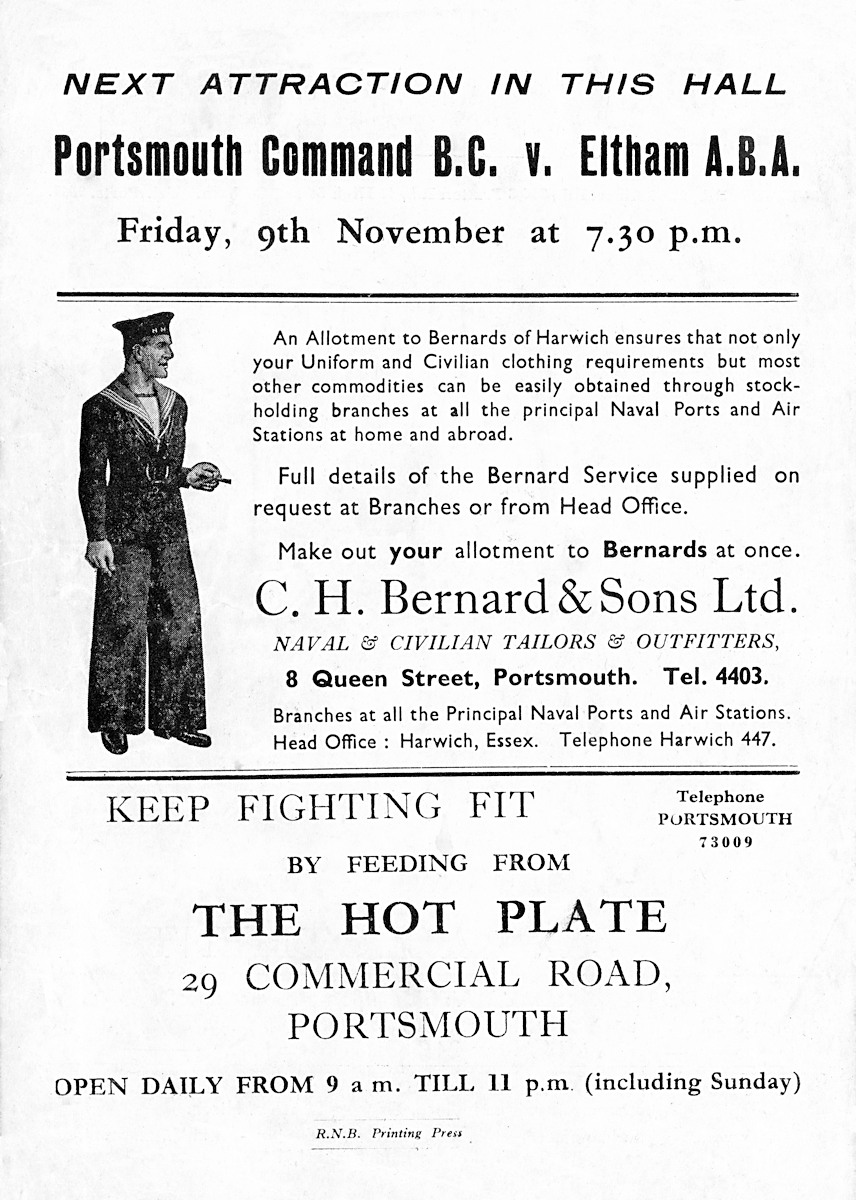 NEXT ATTRACTION IN THIS HALL
Portsmouth Command B.C. v. Eltham A.B.A.
Friday, 9th November at 7.30 p.m.
An Allotment to Bernards of Harwich ensures that not only
your Uniform and Civilian clothing requirements but most
other commodities can be easily obtained through stock-
holding branches at all the principal Naval Ports and Air
Stations at home and abroad.
Full details of the Bernard Service supplied on
request at Branches or from Head Office.
Make out your allotment to Bernards at once.
C. H. Bernard & Sons Ltd.
NAVAL & CIVILIAN TAILORS & OUTFITTERS,
8 Queen Street, Portsmouth. Tel. 4403.
Branches at all the Principal Naval Ports and Air Stations.
Head Office : Harwich, Essex. Telephone Harwich 447.
KEEP FIGHTING FIT
Telephone
PORTSMOUTH
73009
BY FEEDING FROM
THE HOT PLATE
29 COMMERCIAL ROAD,
PORTSMOUTH
OPEN DAILY FROM 9 a m. TILL 11 p.m. (including Sunday)
R.N.B. Printing Press